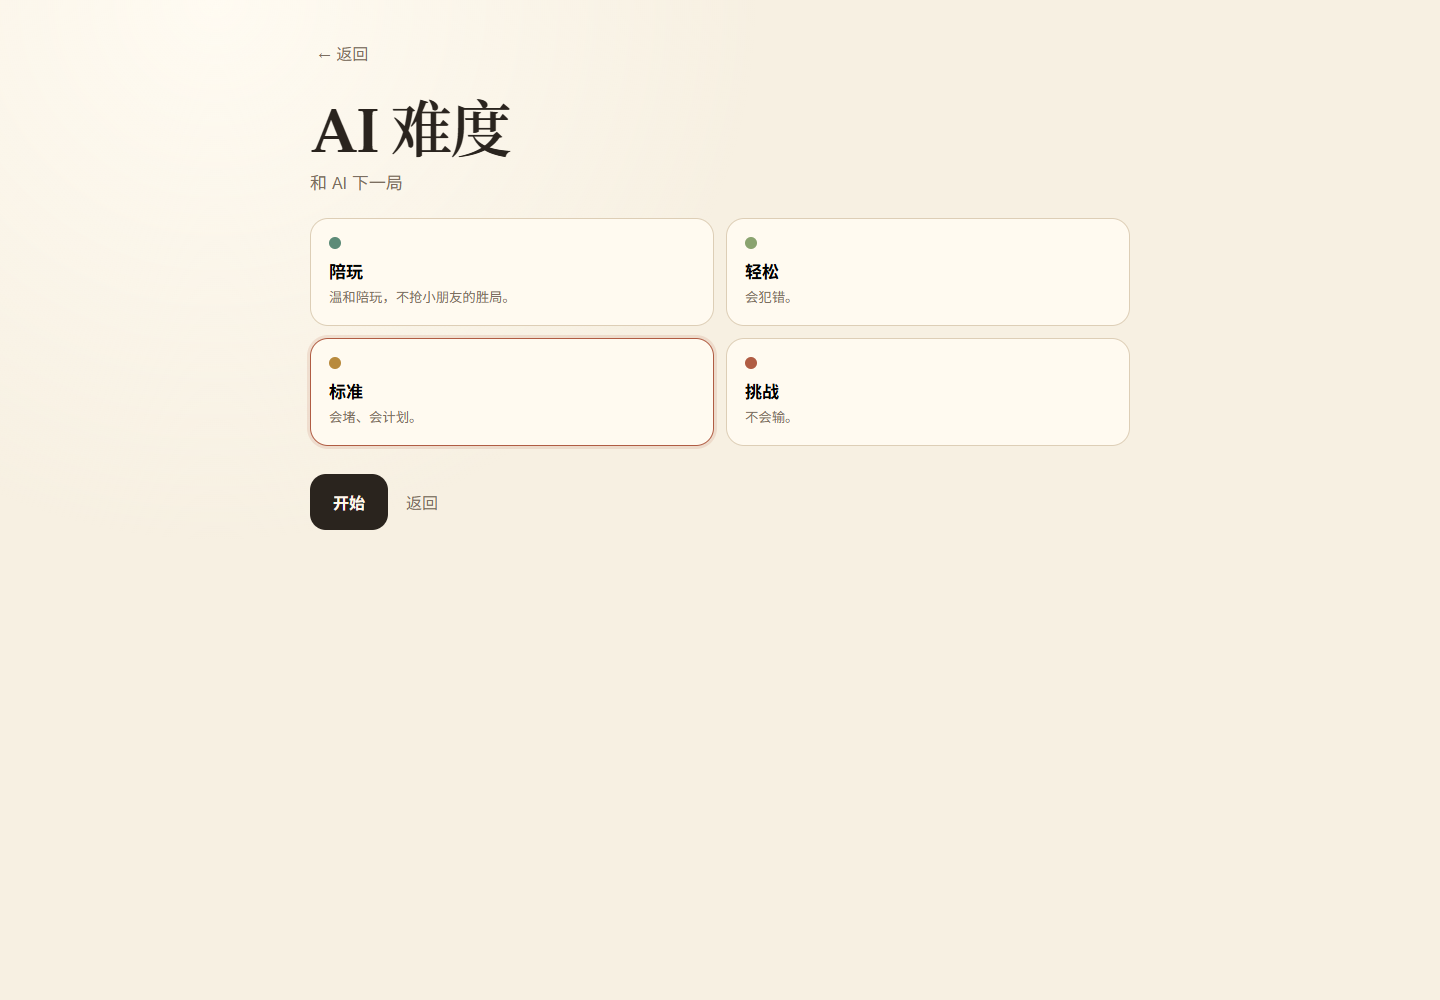 ← 返回
AI 难度
和 AI 下一局
陪玩
温和陪玩，不抢小朋友的胜局。
轻松
会犯错。
标准
会堵、会计划。
挑战
不会输。
开始
返回